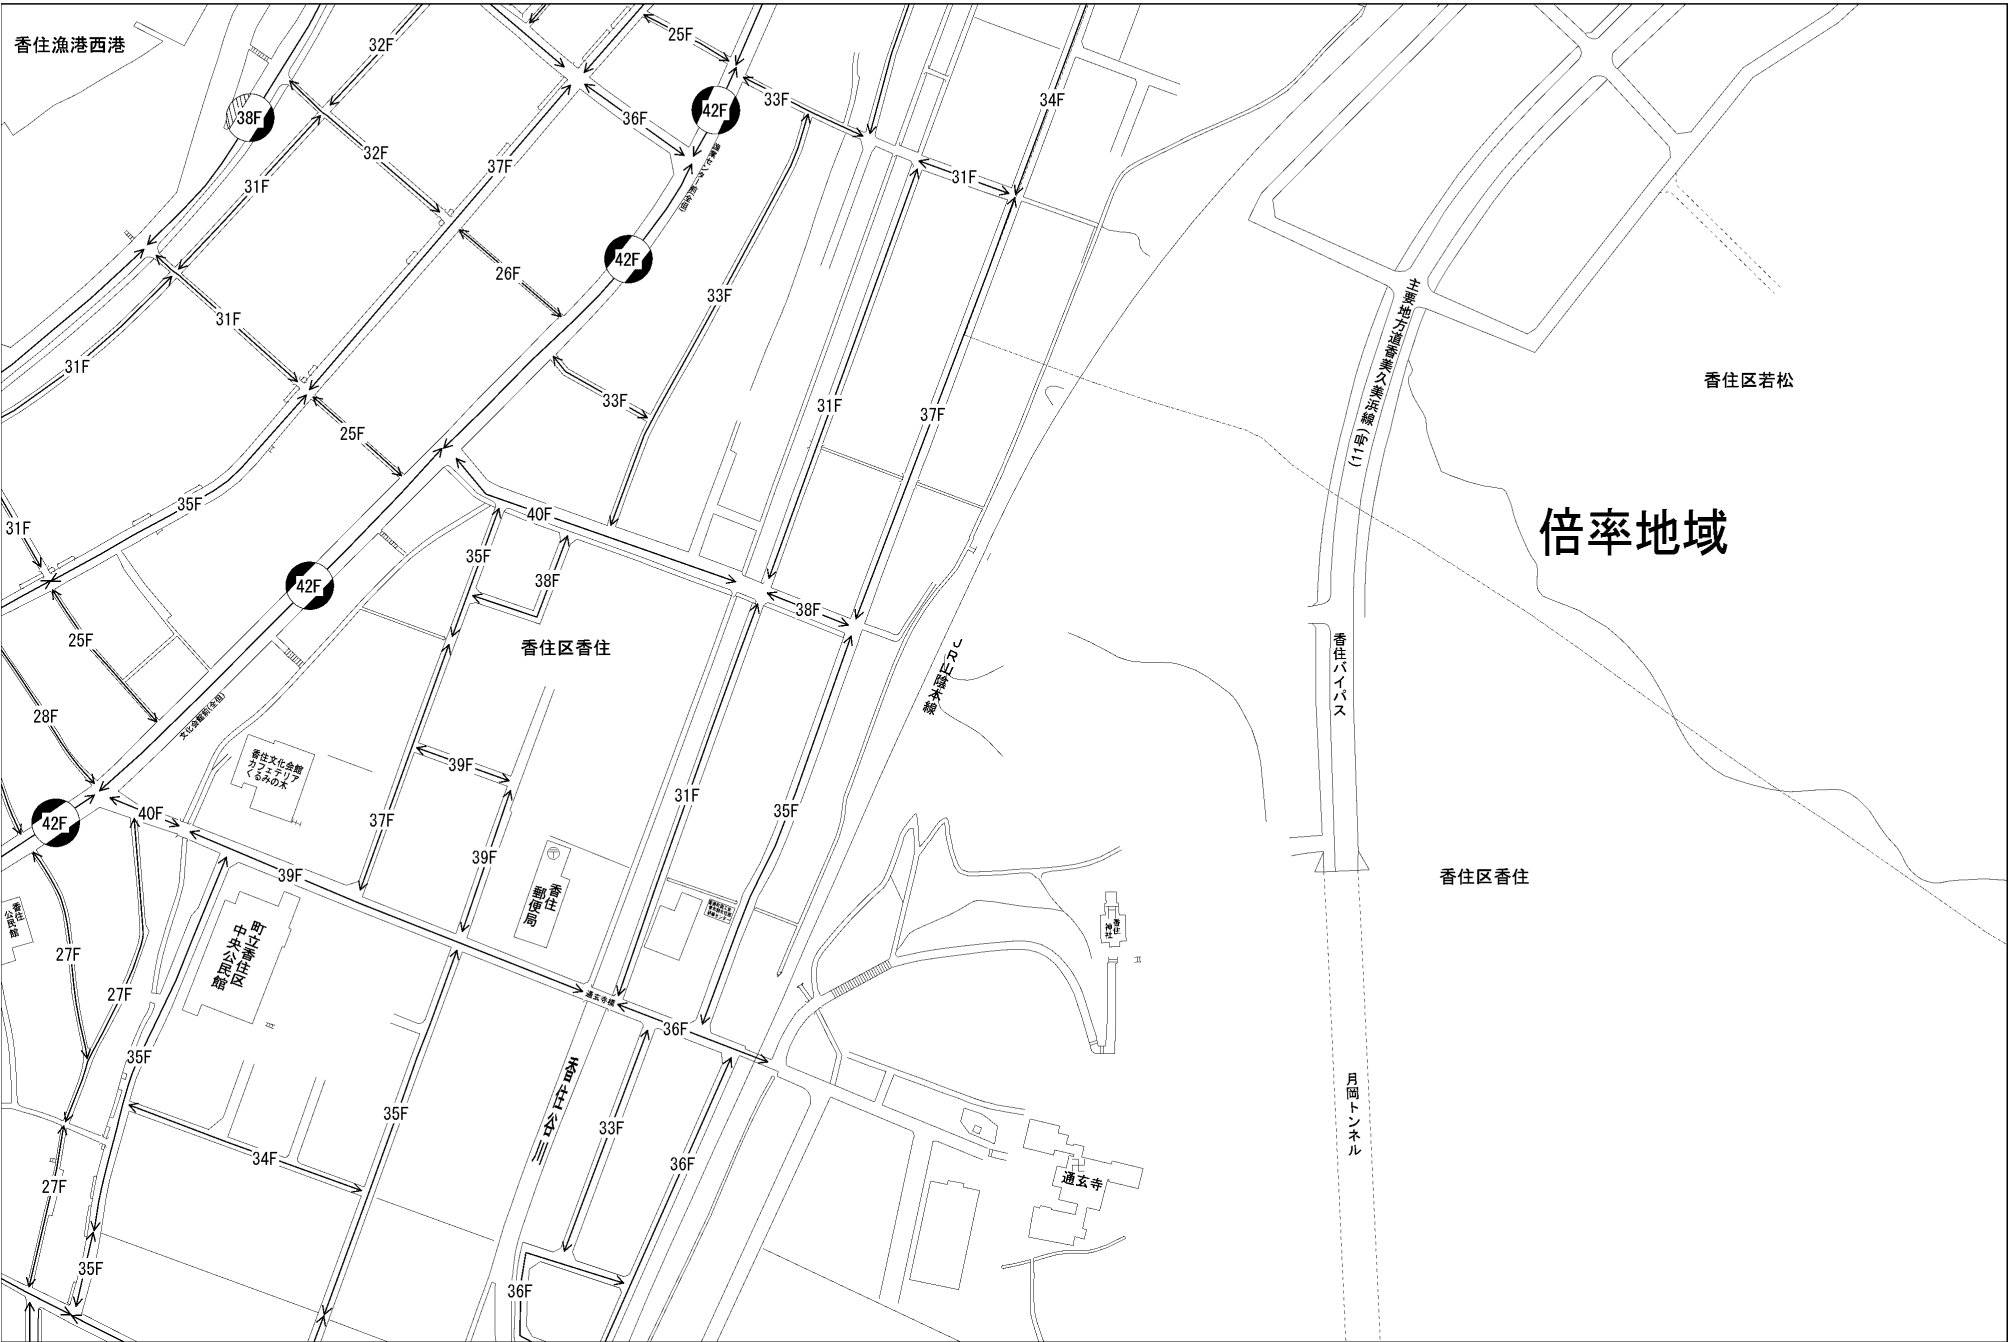 香住漁港西港
32F
25F
38F
42F
33F
34F
36F
32F
37F
31F
31F
42F
26F
33F
31F
31F
33F
31F
37F
25F
35F
31F
40F
35F
38F
42F
38F
25F
28F
文化会館前(全但)
香住区香住
香住文化会館
カフェテリア
くるみの木
39F
37F
31F
35F
40F
42F
39F
39F
香住
郵便局
町立香住区
中央公民館
香住
公民館
27F
27F
通玄寺橋
36F
35F
35F
33F
36F
34F
27F
35F
36F
香住谷川
JR山陰本線
主要地方道香美久美浜線
(11号)
香住区若松
倍率地域
香住バイパス
香住区香住
香住
神社
月岡トンネル
通玄寺